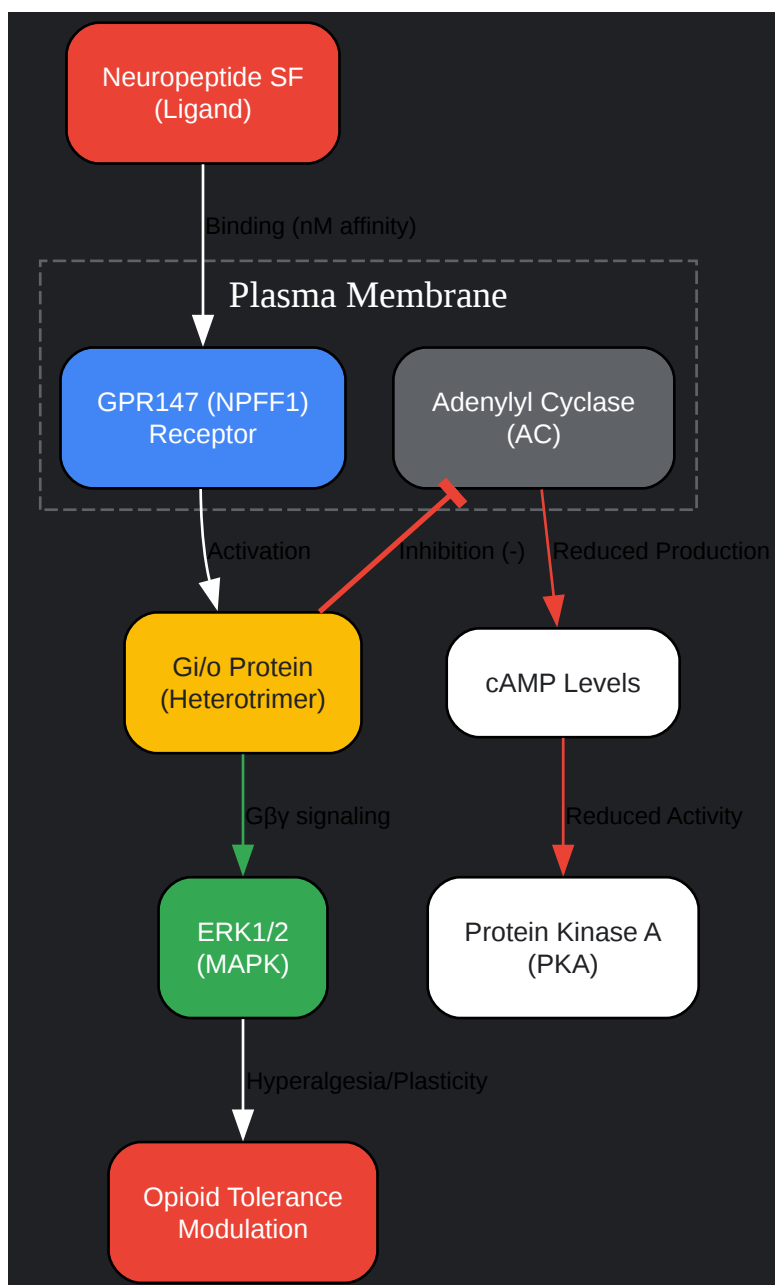 Neuropeptide SF
(Ligand)
Binding (nM affinity)
Plasma Membrane
GPR147 (NPFF1)
Receptor
Adenylyl Cyclase
(AC)
Activation
Inhibition (-)
Reduced Production
Gi/o Protein
(Heterotrimer)
cAMP Levels
Gβγ signaling
Reduced Activity
ERK1/2
(MAPK)
Protein Kinase A
(PKA)
Hyperalgesia/Plasticity
Opioid Tolerance
Modulation